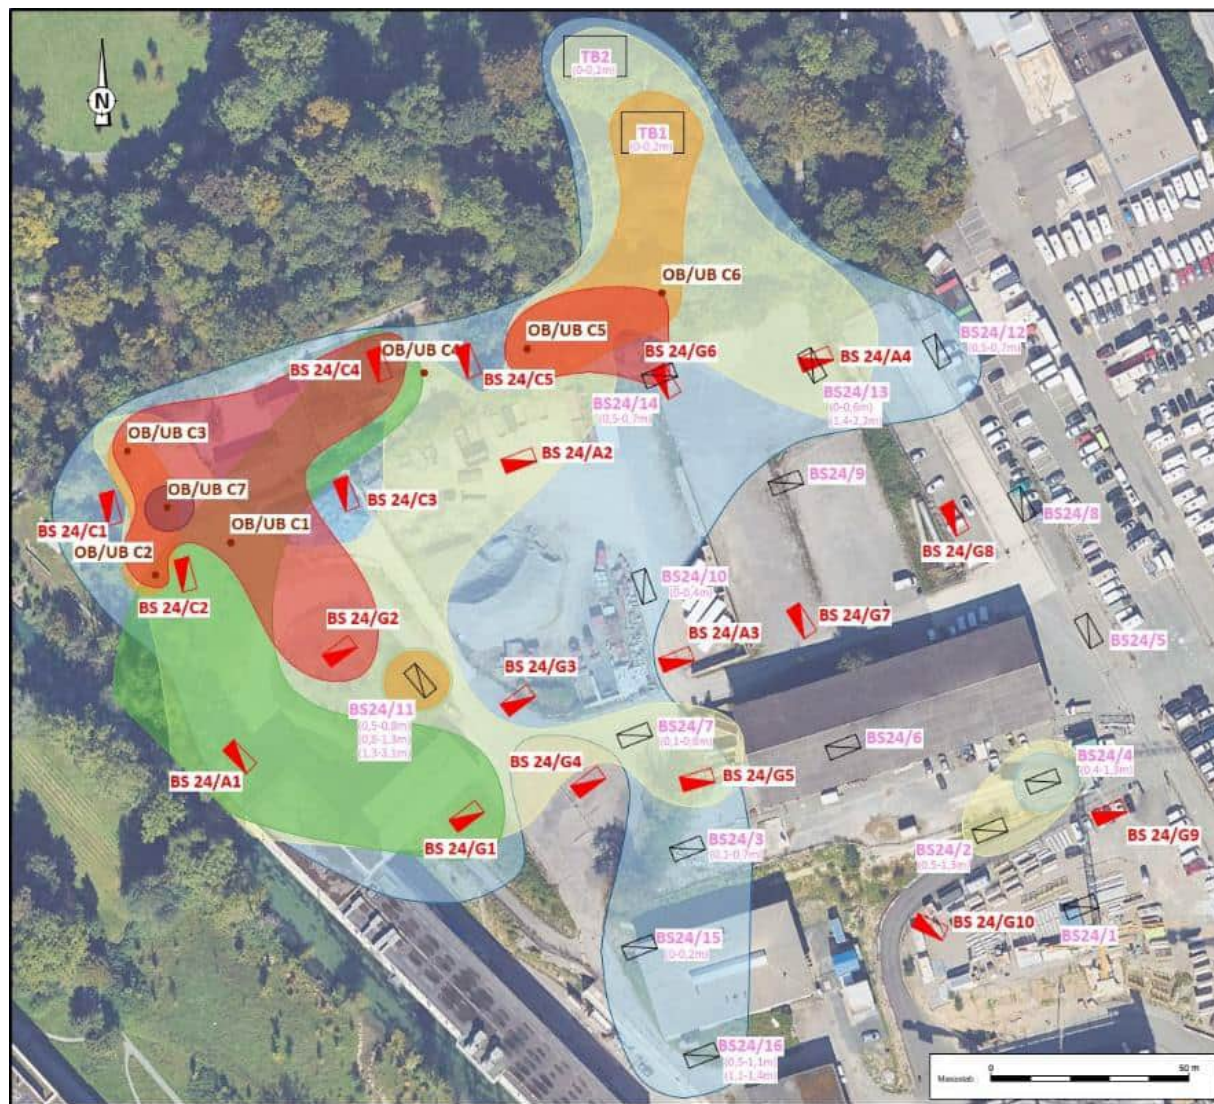 TB2
(0-0,2m)
N
TB1
(0-0,2m)
OB/UB C6
OB/UB C5
BS24/12
(0,5-0,7m)
OB/UB C4
BS 24/G6
BS 24/A4
BS 24/C4
BS 24/C5
BS24/13
(0-0,6m)
(1,4-2,2m)
BS24/14
(0,5-0,7m)
OB/UB C3
BS 24/A2
BS24/9
OB/UB C7
BS 24/C3
BS24/8
BS 24/C1
OB/UB C1
BS 24/G8
OB/UB C2
BS24/10
(0-0,4m)
BS 24/C2
BS 24/G2
BS 24/G7
BS24/5
BS 24/A3
BS 24/G3
BS24/11
(0,5-0,8m)
(0,8-1,3m)
(1,3-3,1m)
BS24/7
(0,1-0,6m)
BS24/6
BS24/4
(0,4-1,3m)
BS 24/A1
BS 24/G4
BS 24/G5
BS 24/G9
BS24/2
(0,5-1,3m)
BS 24/G1
BS24/3
(0,1-0,7m)
BS 24/G10
BS24/1
BS24/15
(0-0,2m)
BS24/16
(0,5-1,1m)
(1,1-1,4m)
0 50 m
Massstab: